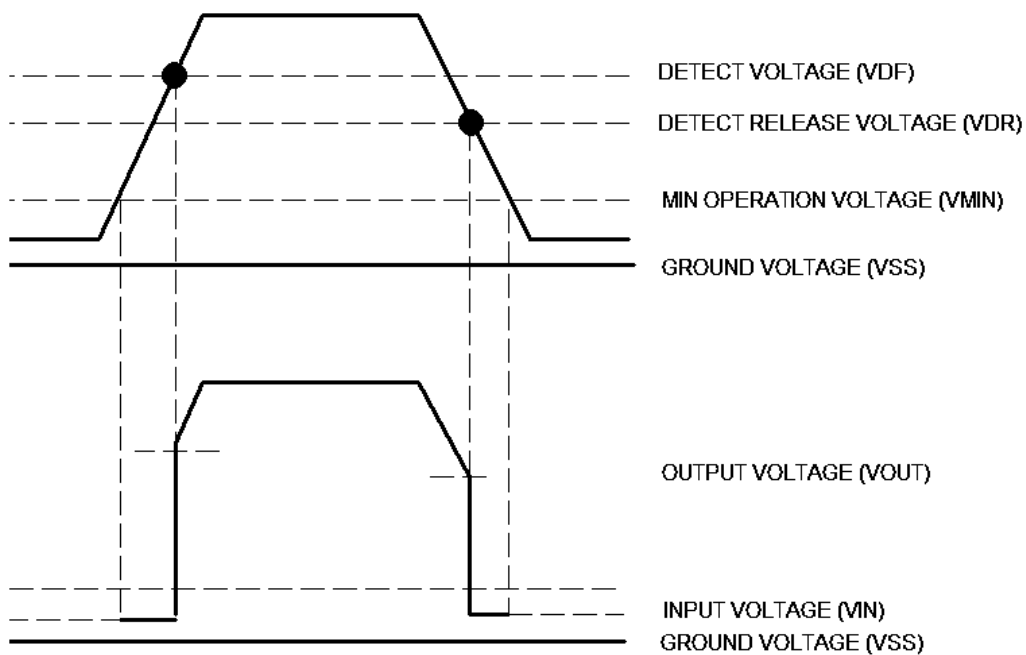 DETECT VOLTAGE (VDF)
DETECT RELEASE VOLTAGE (VDR)
MIN OPERATION VOLTAGE (VMIN)
GROUND VOLTAGE (VSS)
OUTPUT VOLTAGE (VOUT)
INPUT VOLTAGE (VIN)
GROUND VOLTAGE (VSS)